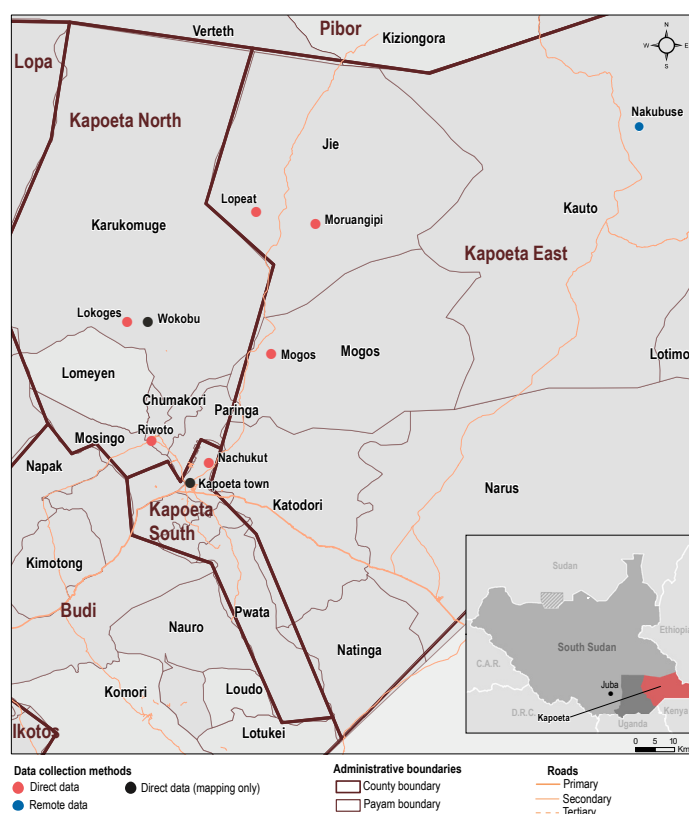 Verteth
Pibor
Kiziongora
N
W
E
S
Lopa
Kapoeta North
Nakubuse
Jie
Lopeat
Moruangipi
Kauto
Karukomuge
Kapoeta East
Lokoges
Wokobu
Mogos
Mogos
Lotimo
Lomeyen
Chumakori
Paringa
Riwoto
Mosingo
Napak
Nachukut
Kapoeta town
Narus
Kapoeta
South
Katodori
Kimotong
Budi
Pwata
Nauro
Natinga
Komori
Loudo
Lotukei
Ikotos
Sudan
Ethiopia
South Sudan
C.A.R.
Juba
D.R.C.
Kapoeta
Kenya
Uganda
0 5 10
Km
Data collection methods
Direct data
Direct data (mapping only)
Remote data
Administrative boundaries
County boundary
Payam boundary
Roads
Primary
Secondary
Tertiary